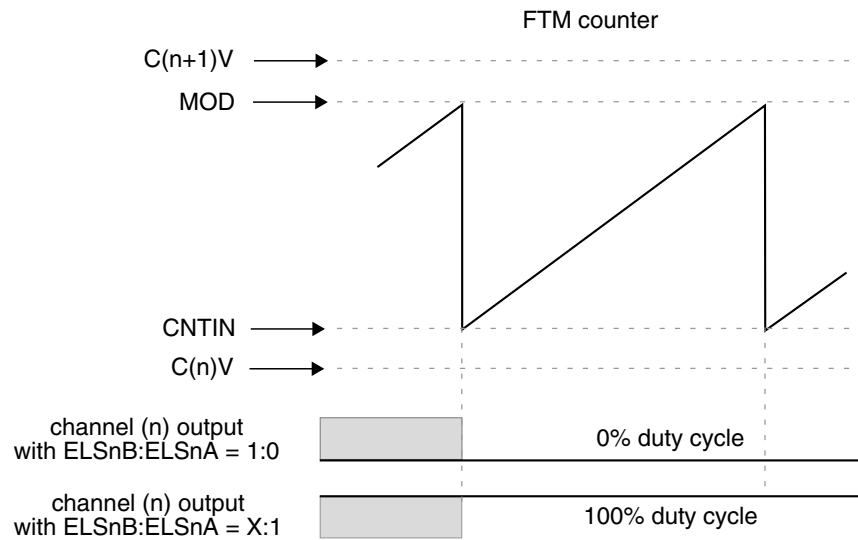 FTM counter
C(n+1)V
MOD
CNTIN
C(n)V
channel (n) output
with ELSnB:ELSnA = 1:0
0% duty cycle
channel (n) output
with ELSnB:ELSnA = X:1
100% duty cycle